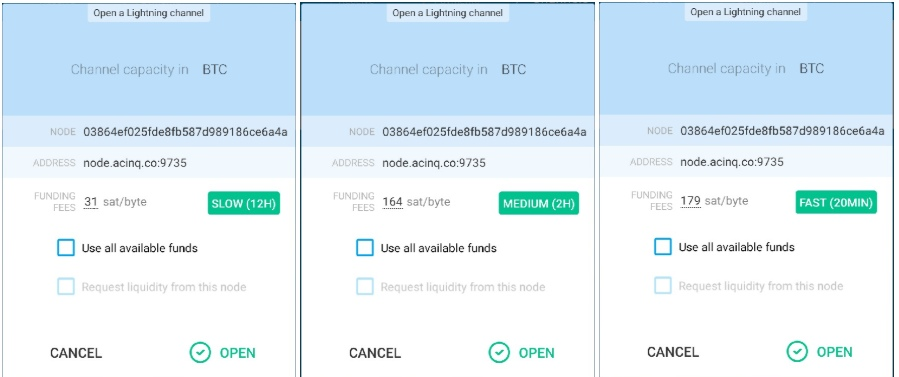 Open a Lightning channel
Channel capacity in BTC
NODE 03864ef025fde8fb587d989186ce6a4a
ADDRESS node.acinq.co:9735
FUNDING FEES 31 sat/byte SLOW (12H)
Use all available funds
Request liquidity from this node
CANCEL OPEN
Open a Lightning channel
Channel capacity in BTC
NODE 03864ef025fde8fb587d989186ce6a4a
ADDRESS node.acinq.co:9735
FUNDING FEES 164 sat/byte MEDIUM (2H)
Use all available funds
Request liquidity from this node
CANCEL OPEN
Open a Lightning channel
Channel capacity in BTC
NODE 03864ef025fde8fb587d989186ce6a4a
ADDRESS node.acinq.co:9735
FUNDING FEES 179 sat/byte FAST (20MIN)
Use all available funds
Request liquidity from this node
CANCEL OPEN